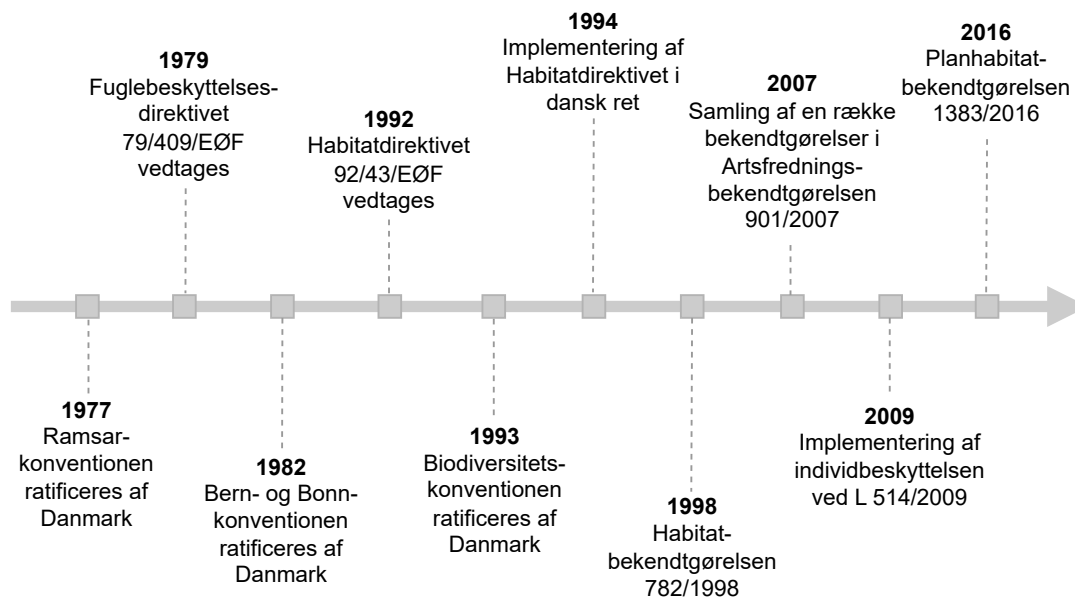 1979
Fuglebeskyttelses-
direktivet
79/409/EØF
vedtages
1992
Habitatdirektivet
92/43/EØF
vedtages
1994
Implementering af
Habitatdirektivet i
dansk ret
2007
Samling af en række
bekendtgørelser i
Artsfrednings-
bekendtgørelsen
901/2007
2016
Planhabitat-
bekendtgørelsen
1383/2016
1977
Ramsar-
konventionen
ratificeres af
Danmark
1982
Bern- og Bonn-
konventionen
ratificeres af
Danmark
1993
Biodiversitets-
konventionen
ratificeres af
Danmark
1998
Habitat-
bekendtgørelsen
782/1998
2009
Implementering af
individbeskyttelsen
ved L 514/2009